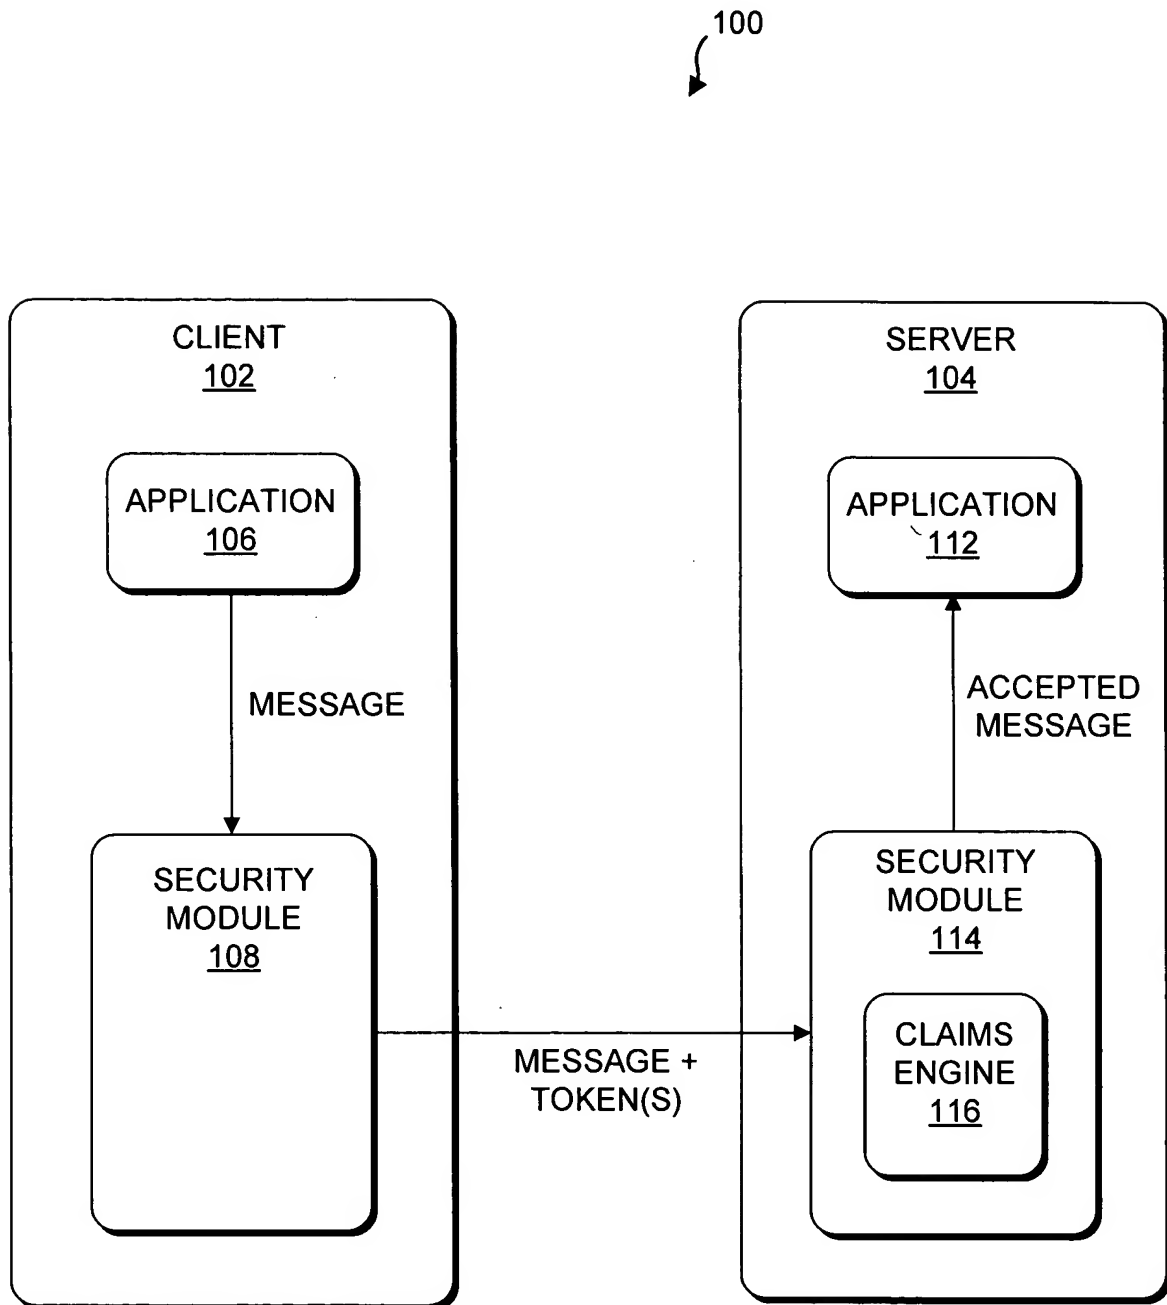 100
CLIENT
102
APPLICATION
106
MESSAGE
SECURITY
MODULE
108
MESSAGE +
TOKEN(S)
SERVER
104
APPLICATION
112
ACCEPTED
MESSAGE
SECURITY
MODULE
114
CLAIMS
ENGINE
116